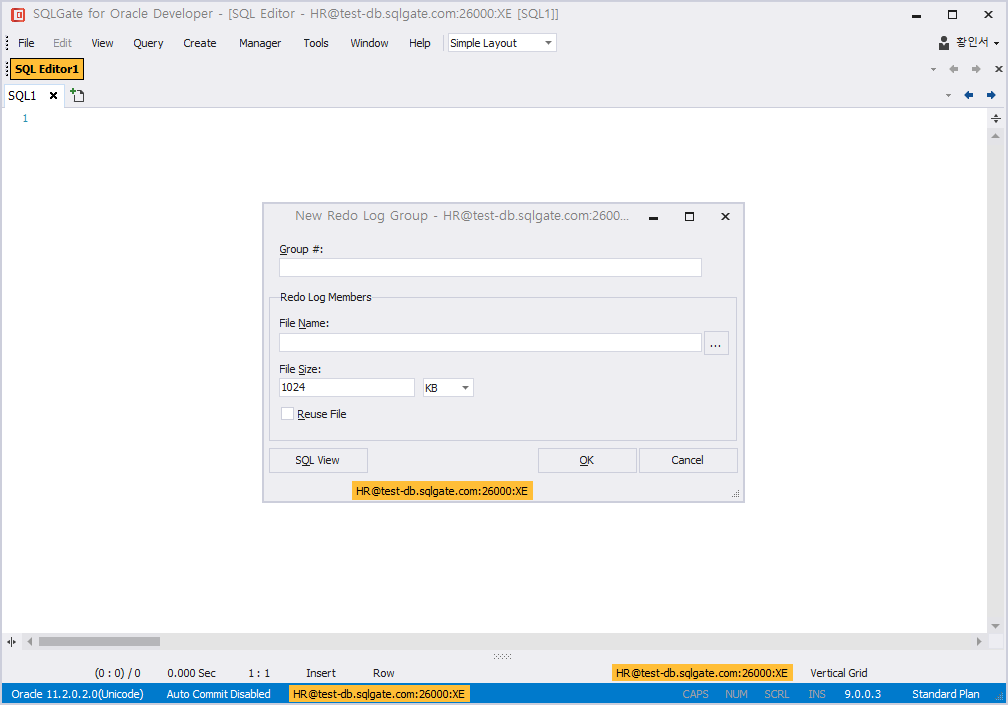 SQLGate for Oracle Developer - [SQL Editor - HR@test-db.sqlgate.com:26000:XE [SQL1]]
File Edit View Query Create Manager Tools Window Help Simple Layout 황인서
SQL Editor1
SQL1
1
New Redo Log Group - HR@test-db.sqlgate.com:2600...
Group #:
Redo Log Members
File Name:
...
File Size:
1024 KB
Reuse File
SQL View OK Cancel
HR@test-db.sqlgate.com:26000:XE
(0 : 0) / 0 0.000 Sec 1 : 1 Insert Row HR@test-db.sqlgate.com:26000:XE Vertical Grid
Oracle 11.2.0.2.0(Unicode) Auto Commit Disabled HR@test-db.sqlgate.com:26000:XE CAPS NUM SCRL INS 9.0.0.3 Standard Plan